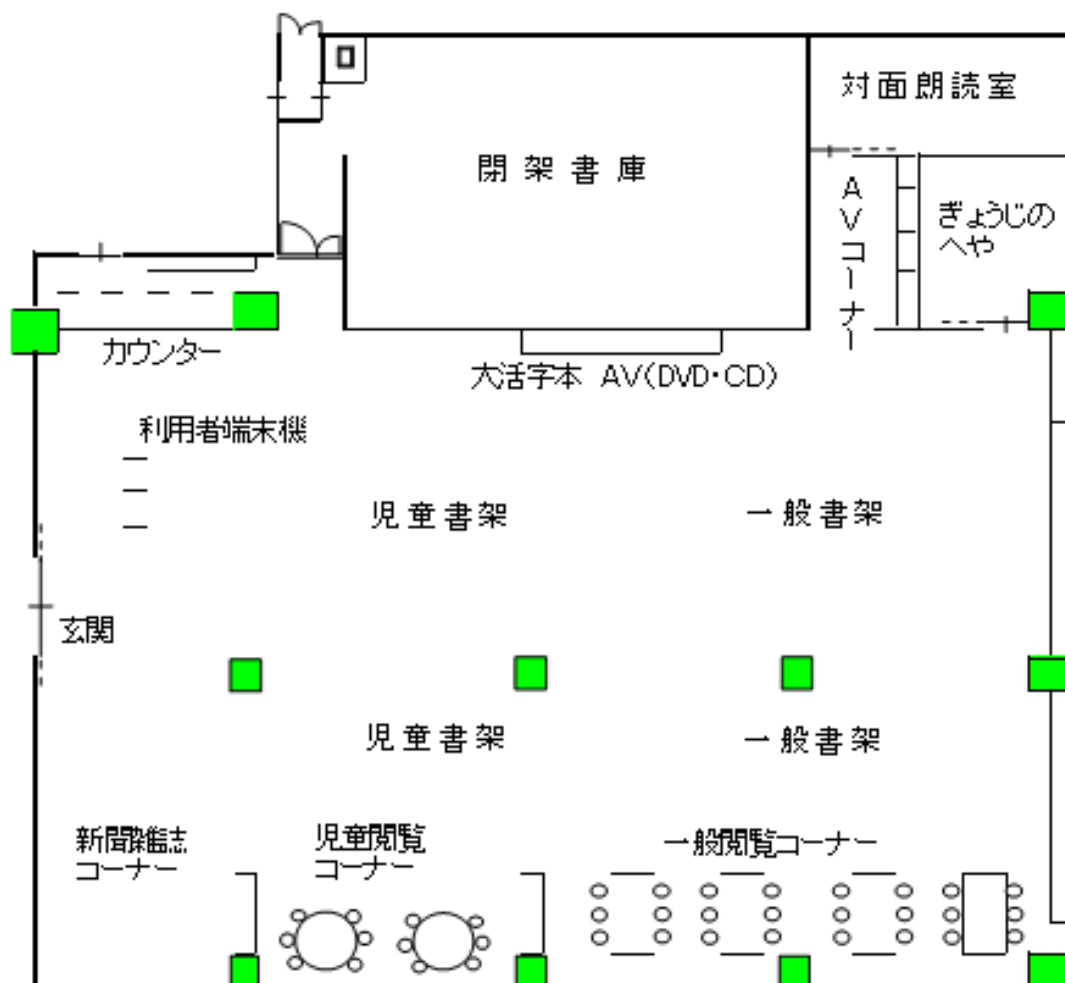 対面朗読室
閉架書庫
AVコーナー
ぎょうじの
へや
カウンター
大活字本 AV(DVD・CD)
利用者端末機
児童書架
一般書架
玄関
児童書架
一般書架
新聞雑誌
コーナー
児童閲覧
コーナー
一般閲覧コーナー